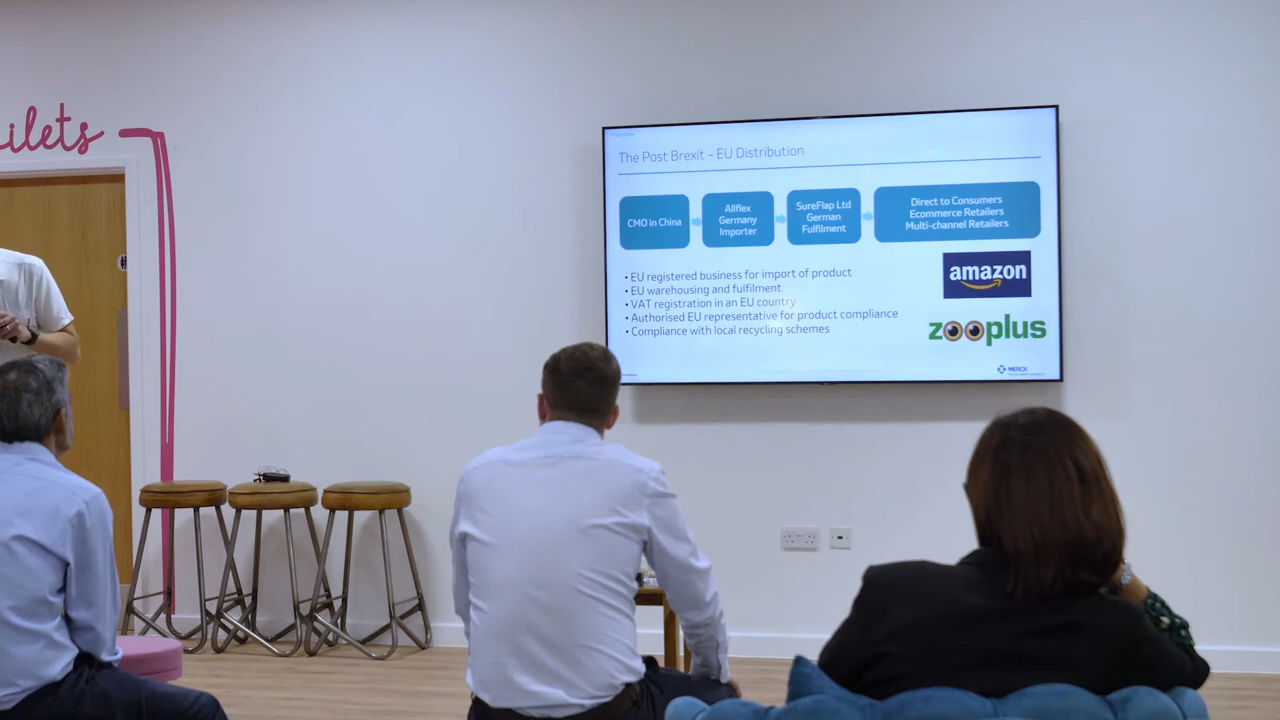 ilets
The Post Brexit – EU Distribution
CMO in China
Allflex
Germany
Importer
SureFlap Ltd
German
Fulfilment
Direct to Consumers
Ecommerce Retailers
Multi-channel Retailers
• EU registered business for import of product
• EU warehousing and fulfilment
• VAT registration in an EU country
• Authorised EU representative for product compliance
• Compliance with local recycling schemes
amazon
zooplus
MERCK